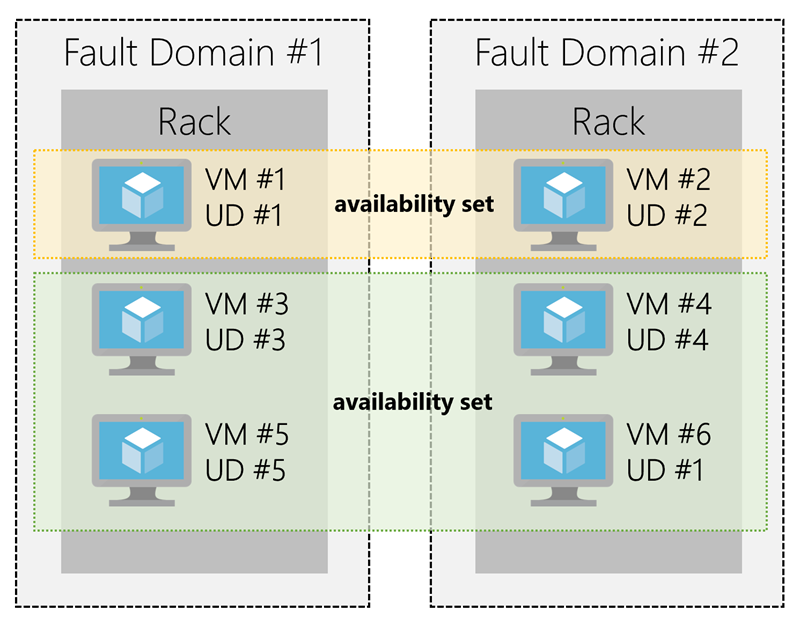 Fault Domain #1
Fault Domain #2
Rack
Rack
VM #1
UD #1
availability set
VM #2
UD #2
VM #3
UD #3
VM #4
UD #4
availability set
VM #5
UD #5
VM #6
UD #1